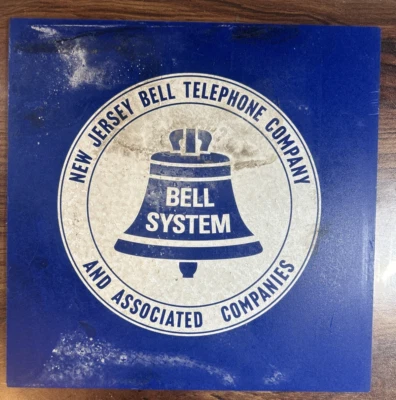 NEW JERSEY BELL TELEPHONE COMPANY
BELL
SYSTEM
AND ASSOCIATED COMPANIES